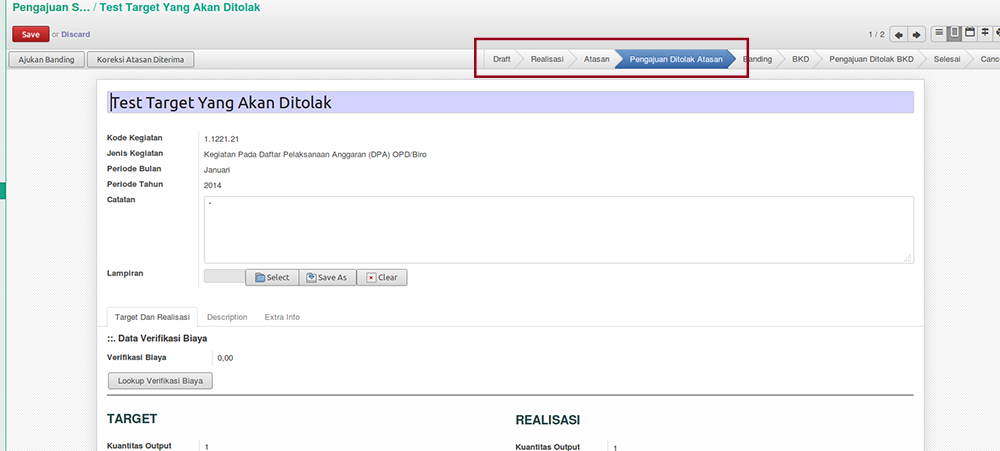 Pengajuan S... / Test Target Yang Akan Ditolak
Save or Discard
1 / 2
Ajukan Banding Koreksi Atasan Diterima
Draft Realisasi Atasan Pengajuan Ditolak Atasan Banding BKD Pengajuan Ditolak BKD Selesai Canc
Test Target Yang Akan Ditolak
Kode Kegiatan 1.1221.21
Jenis Kegiatan Kegiatan Pada Daftar Pelaksanaan Anggaran (DPA) OPD/Biro
Periode Bulan Januari
Periode Tahun 2014
Catatan -
Lampiran Select Save As Clear
Target Dan Realisasi Description Extra Info
::. Data Verifikasi Biaya
Verifikasi Biaya 0,00
Lookup Verifikasi Biaya
TARGET REALISASI
Kuantitas Output 1 Kuantitas Output 1